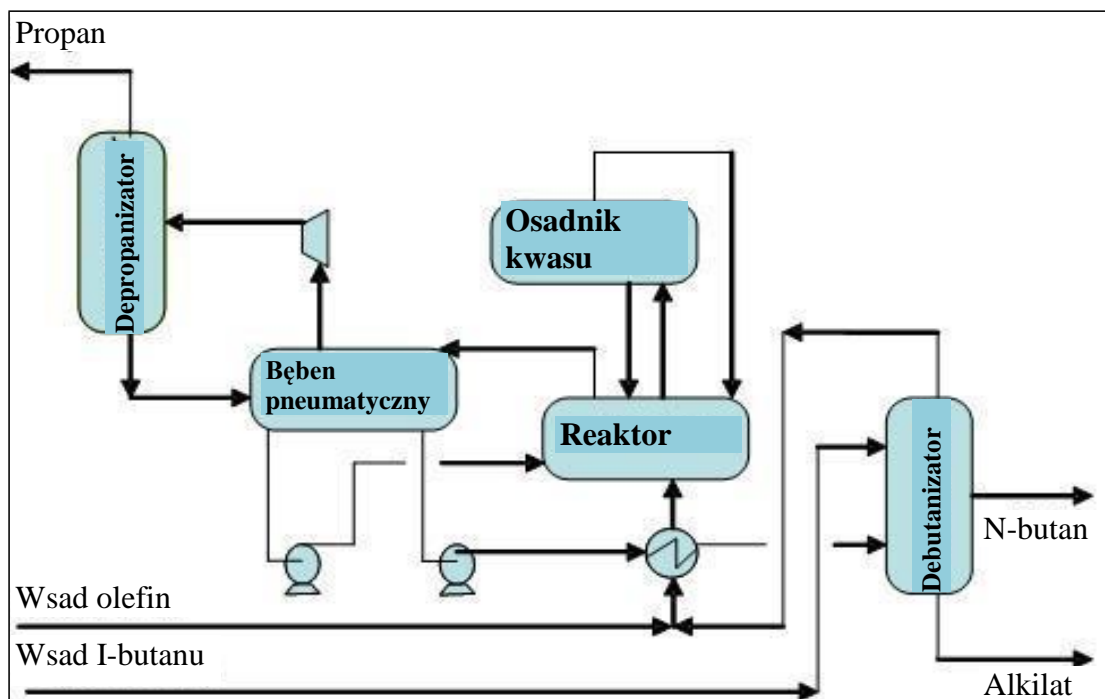 Propan
Depropanizator
Osadnik
kwasu
Bęben
pneumatyczny
Reaktor
Debutanizator
N-butan
Wsad olefin
Wsad I-butanu
Alkilat